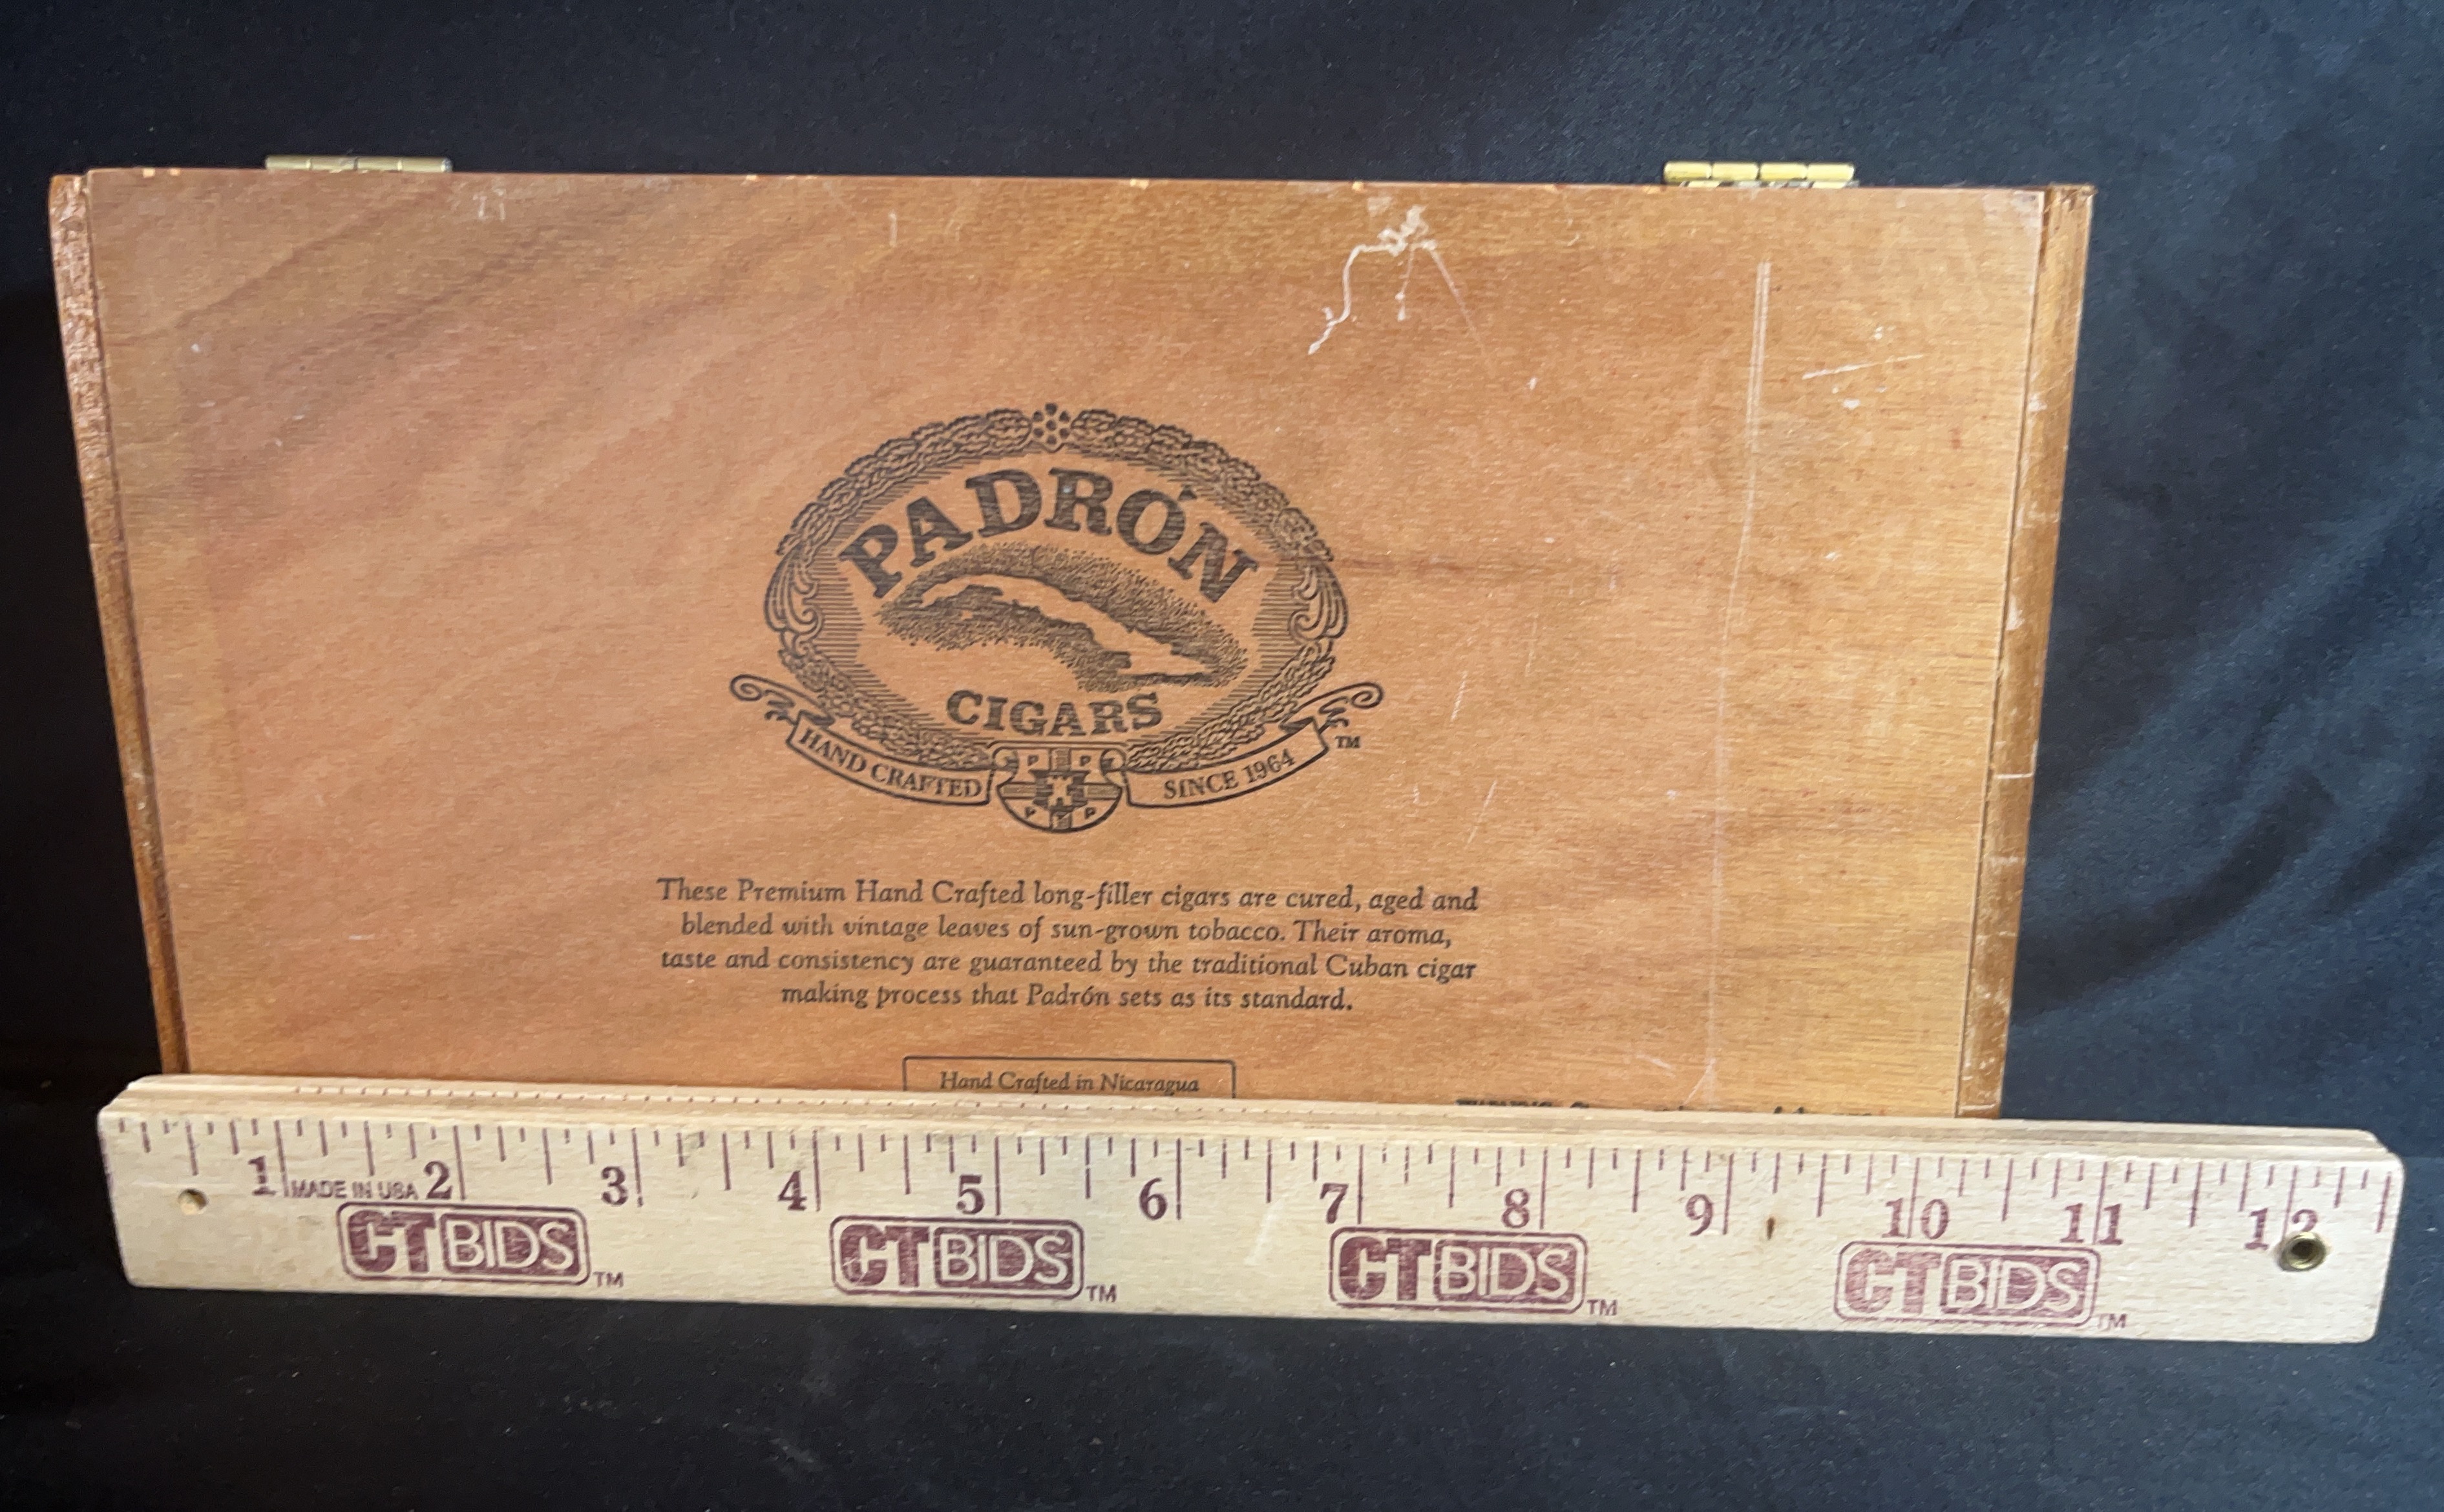 PADRÓN
CIGARS
HAND CRAFTED
SINCE 1964
TM
P P
P P
These Premium Hand Crafted long-filler cigars are cured, aged and
blended with vintage leaves of sun-grown tobacco. Their aroma,
taste and consistency are guaranteed by the traditional Cuban cigar
making process that Padrón sets as its standard.
Hand Crafted in Nicaragua
1 2 3 4 5 6 7 8 9 10 11 12
MADE IN USA
CTBIDS TM
CTBIDS TM
CTBIDS TM
CTBIDS TM